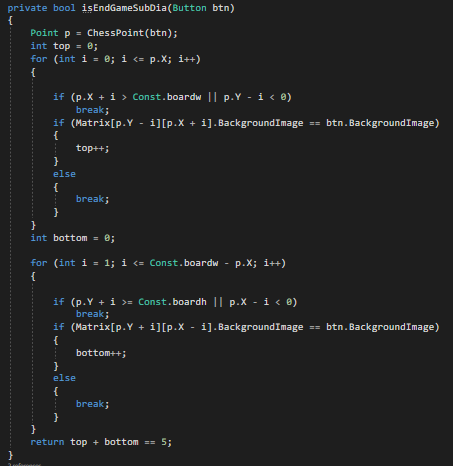 private bool isEndGameSubDia(Button btn)
{
Point p = ChessPoint(btn);
int top = 0;
for (int i = 0; i <= p.X; i++)
{
if (p.X + i > Const.boardw || p.Y - i < 0)
break;
if (Matrix[p.Y - i][p.X + i].BackgroundImage == btn.BackgroundImage)
{
top++;
}
else
{
break;
}
}
int bottom = 0;
for (int i = 1; i <= Const.boardw - p.X; i++)
{
if (p.Y + i >= Const.boardh || p.X - i < 0)
break;
if (Matrix[p.Y + i][p.X - i].BackgroundImage == btn.BackgroundImage)
{
bottom++;
}
else
{
break;
}
}
return top + bottom == 5;
}